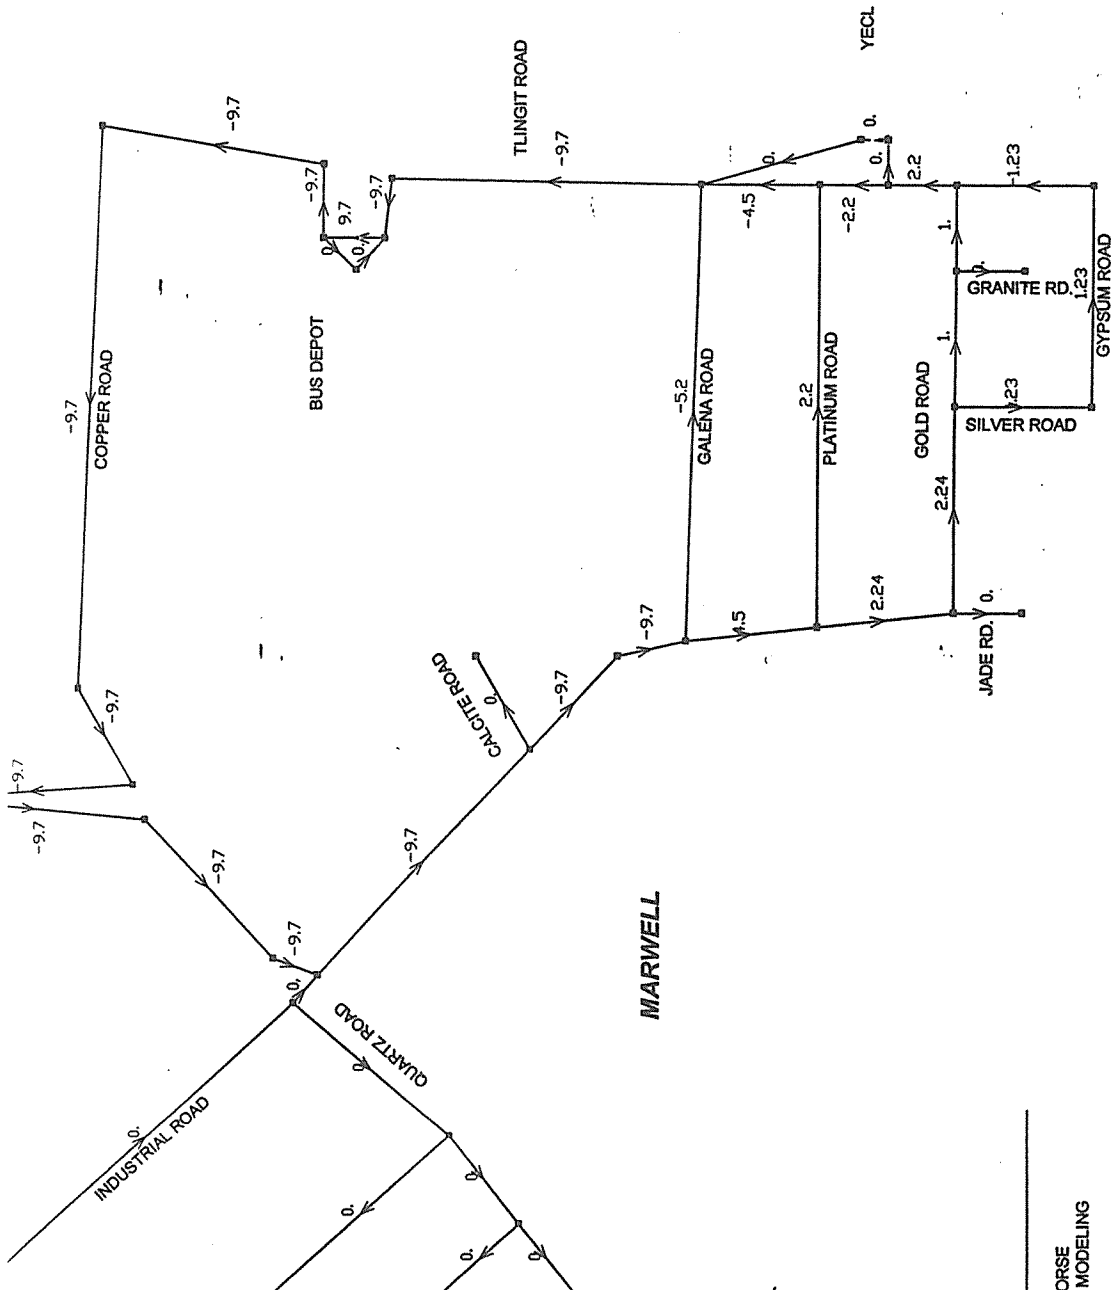 YECL
-9.7
TLINGIT ROAD
-9.7
-9.7
-9.7
9.7
0.
0.
0.
0.
0.
2.2
-4.5
-2.2
-1.23
1.
0.
GRANITE RD.
1.23
GYPSUM ROAD
BUS DEPOT
-9.7
COPPER ROAD
-5.2
GALENA ROAD
2.2
PLATINUM ROAD
GOLD ROAD
1.
SILVER ROAD
2.24
2.24
4.5
-9.7
JADE RD.
0.
CALCITE ROAD
0.
-9.7
-9.7
-9.7
-9.7
-9.7
-9.7
-9.7
0.
MARWELL
QUARTZ ROAD
0.
INDUSTRIAL ROAD
0.
0.
0.
0.
0.
ORSE
MODELING